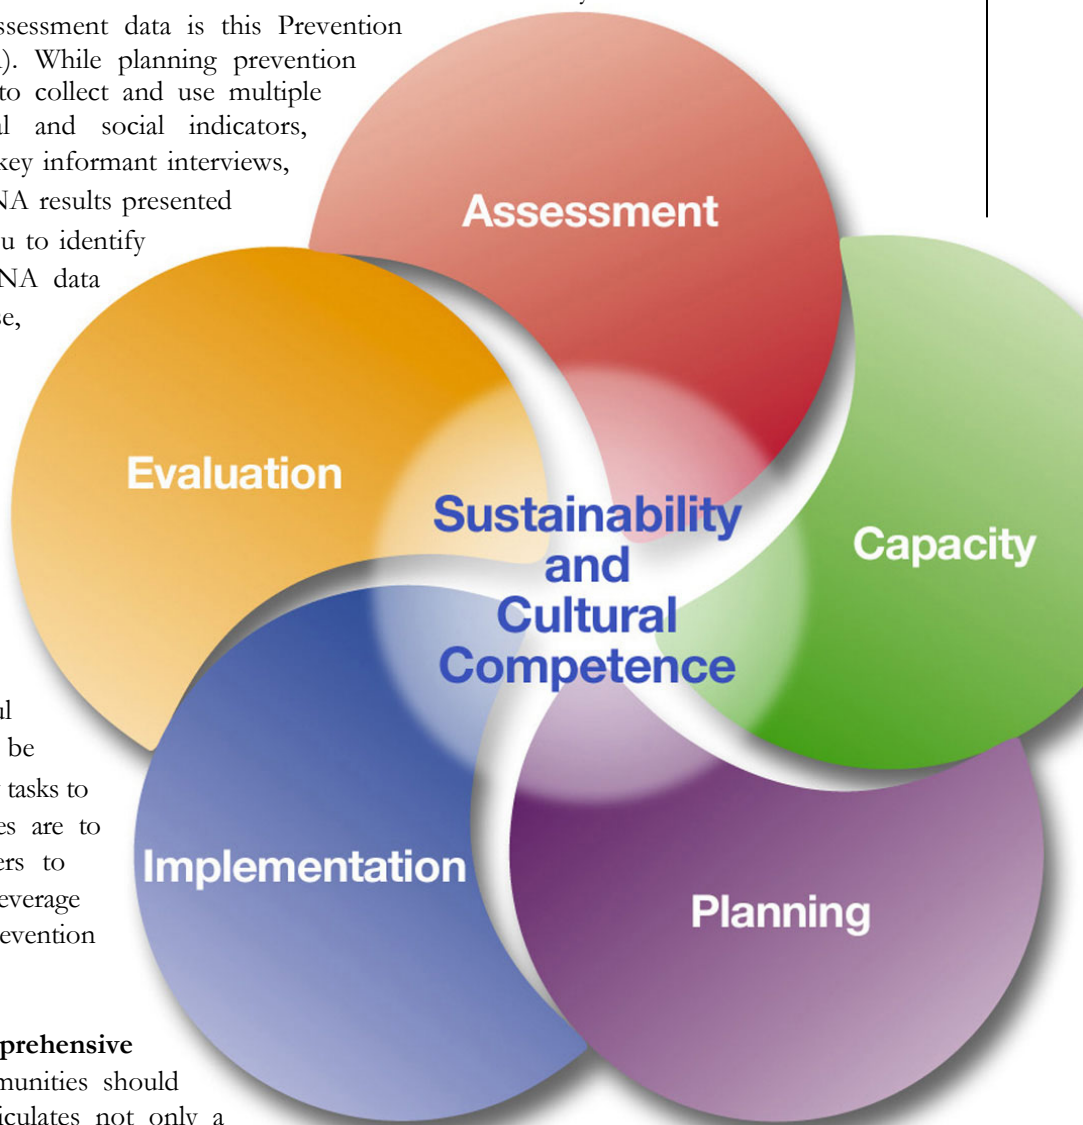 ssessment data is this Prevention
). While planning prevention
to collect and use multiple
l and social indicators,
key informant interviews,
NA results presented
u to identify
NA data
se,
Assessment
Evaluation
Capacity
Sustainability
and
Cultural
Competence
ul
be
tasks to
es are to
ers to
everage
evention
Implementation
Planning
prehensive
munities should
iculates not only a